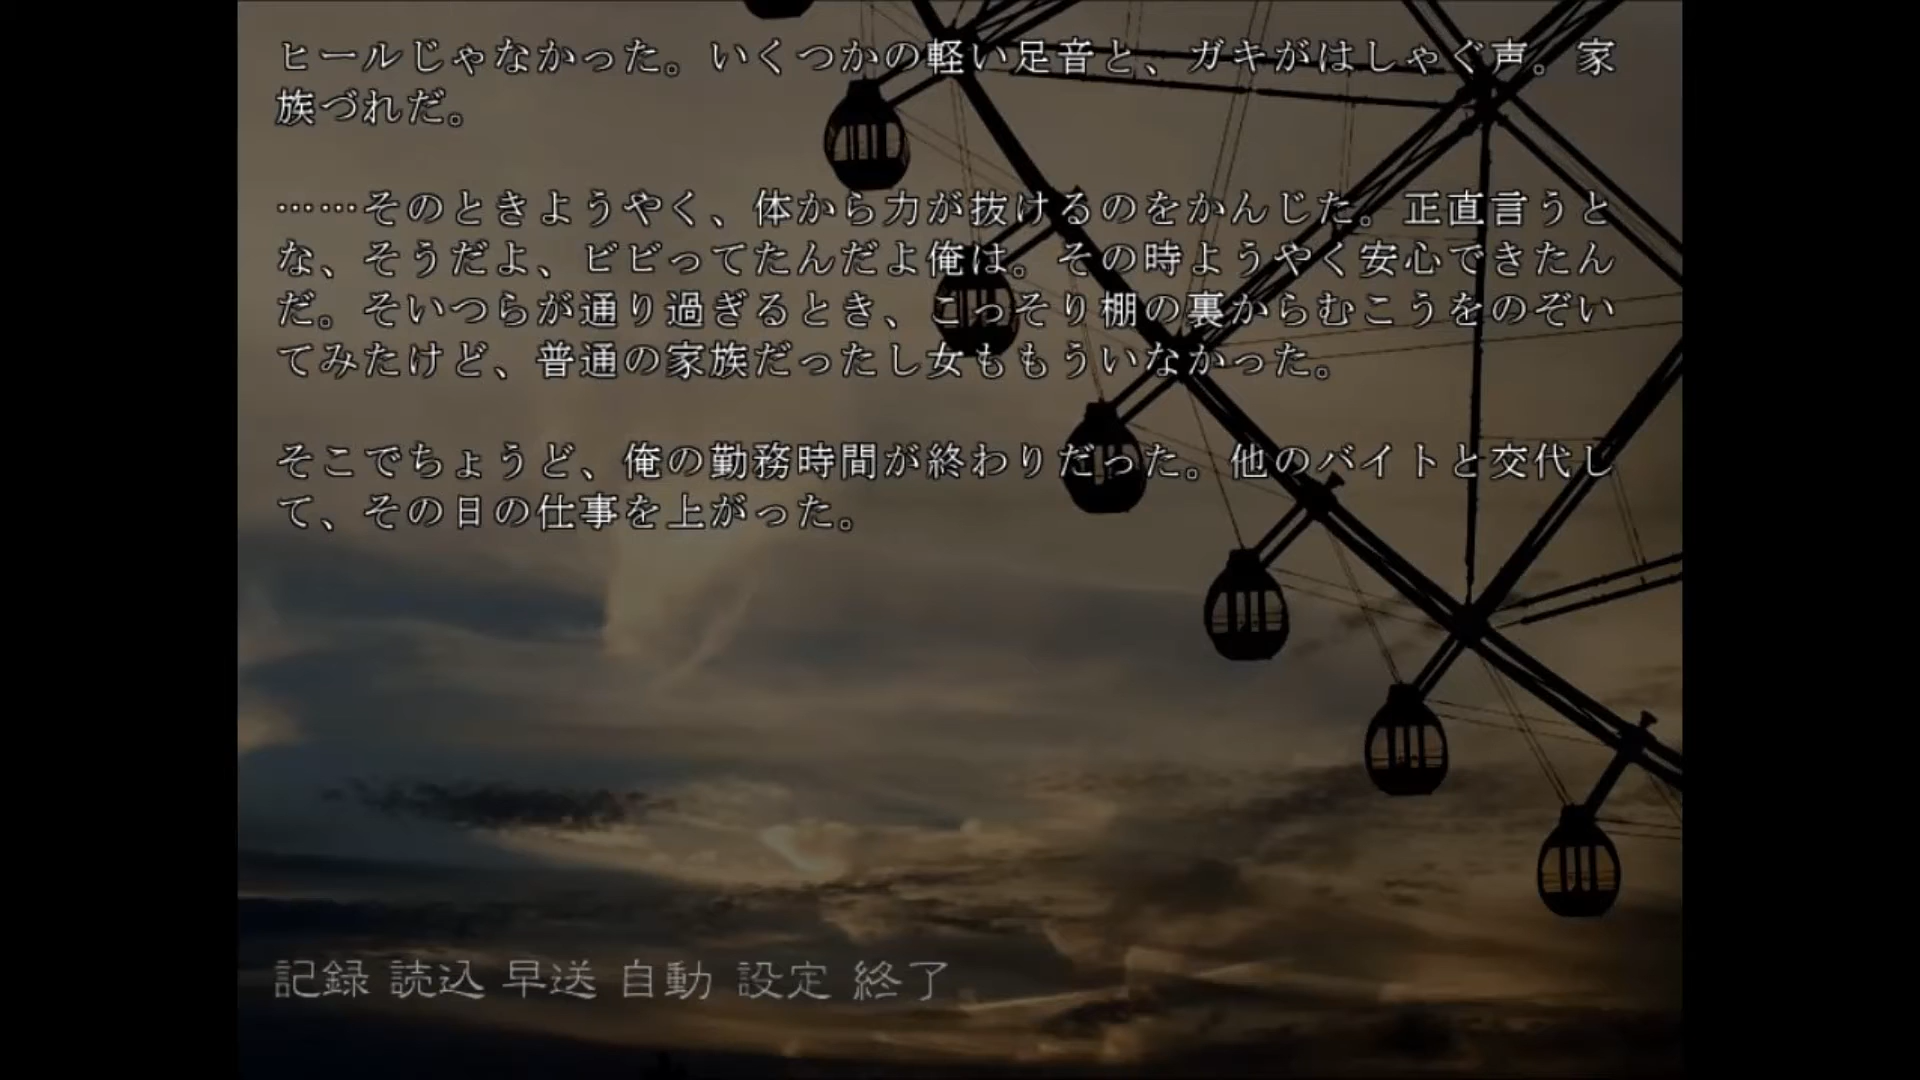 ヒールじゃなかった。いくつかの軽い足音と、ガキがはしゃぐ声。家
族づれだ。
……そのときようやく、体から力が抜けるのをかんじた。正直言うと
な、そうだよ、ビビってたんだよ俺は。その時ようやく安心できたん
だ。そいつらが通り過ぎるとき、こっそり棚の裏からむこうをのぞい
てみたけど、普通の家族だったし女ももういなかった。
そこでちょうど、俺の勤務時間が終わりだった。他のバイトと交代し
て、その日の仕事を上がった。
記録 読込 早送 自動 設定 終了